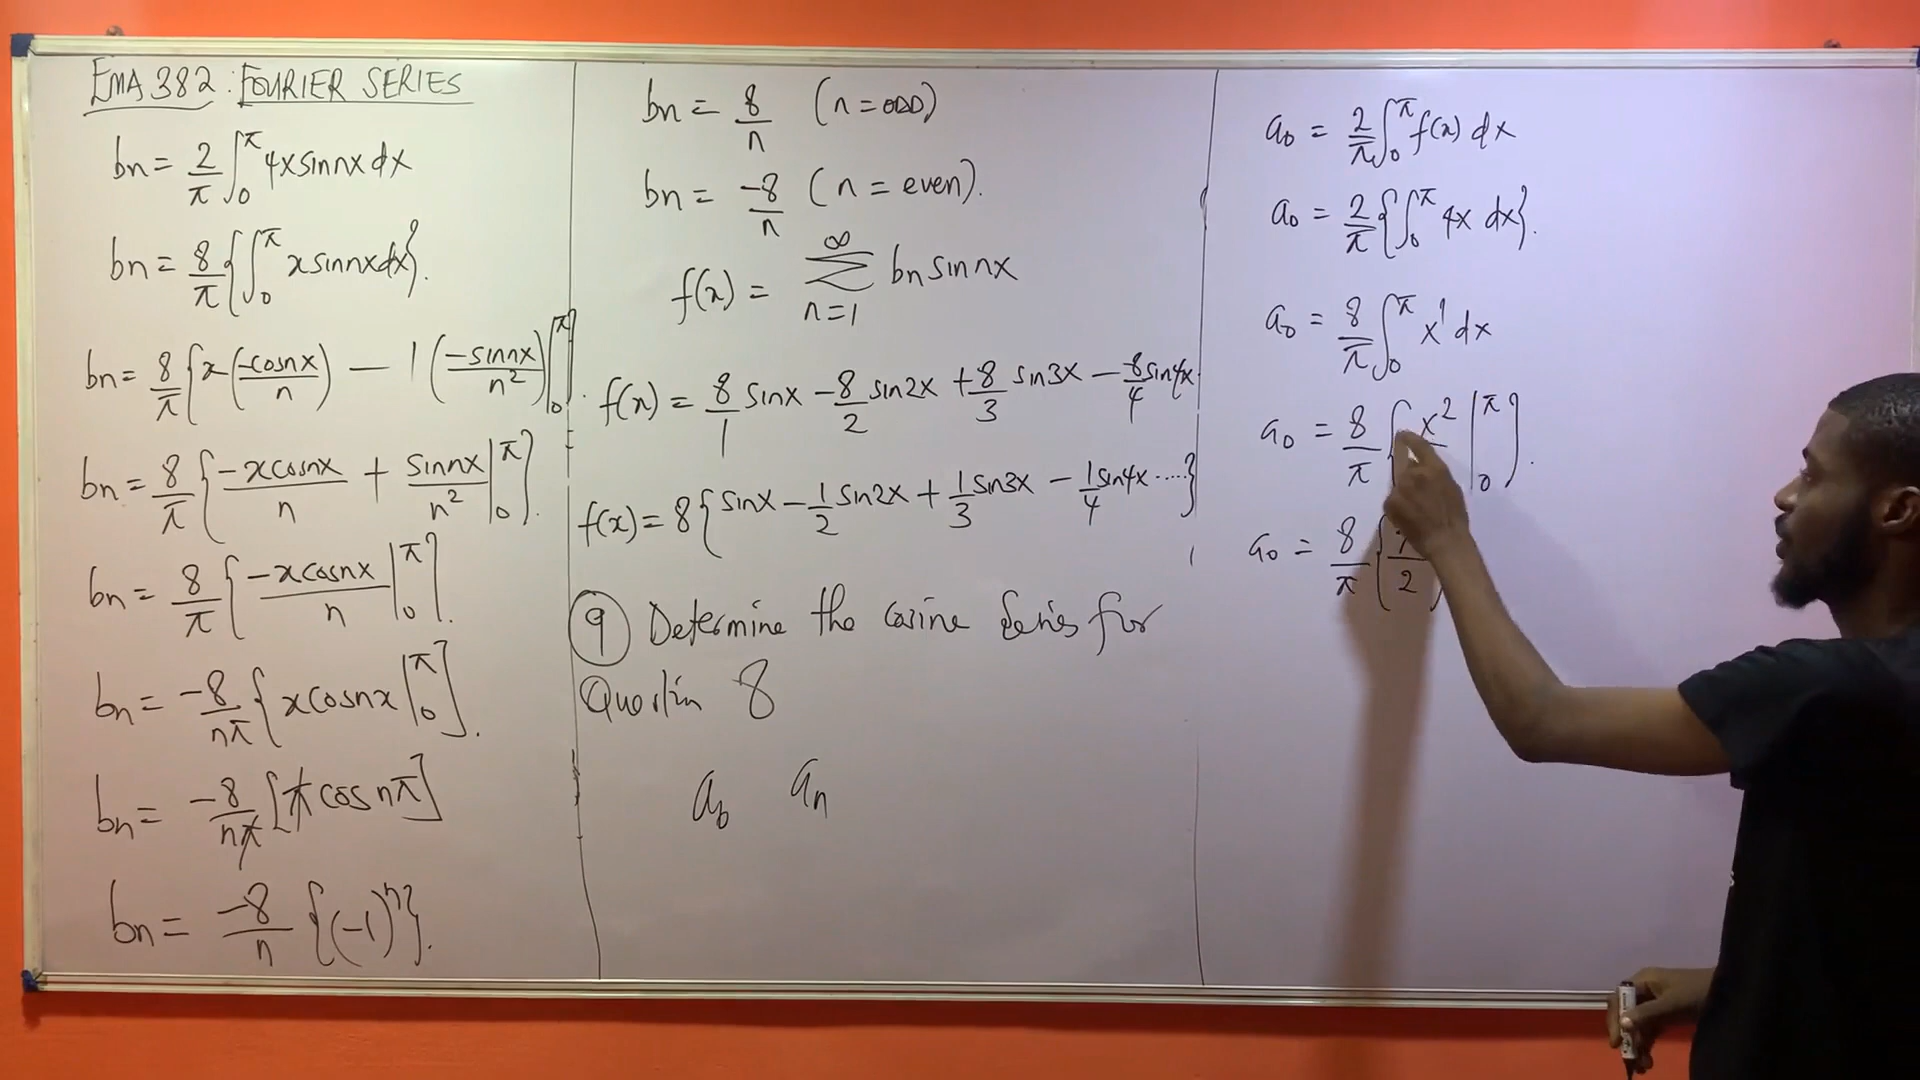 EMA 382 : FOURIER SERIES
bn = 2/π ∫₀^π 4x sin nx dx
bn = 8/π {∫₀^π x sin nx dx}.
bn = 8/π {x(-cos nx/n) - 1(-sin nx/n²)|₀^π].
bn = 8/π {-x cos nx/n + sin nx/n² |₀^π}.
bn = 8/π {-x cos nx/n |₀^π].
bn = -8/nπ {x cos nx |₀^π].
bn = -8/nπ [π cos nπ]
bn = -8/n {(-1)^n}.
bn = 8/n (n = ODD)
bn = -8/n (n = even).
f(x) = ∑_{n=1}^∞ bn sin nx
f(x) = 8/1 sin x - 8/2 sin 2x + 8/3 sin 3x - 8/4 sin 4x
f(x) = 8{sin x - 1/2 sin 2x + 1/3 sin 3x - 1/4 sin 4x ....}
9 Determine the cosine Series for
Question 8
a₀ an
a₀ = 2/π ∫₀^π f(x) dx
a₀ = 2/π {∫₀^π 4x dx}.
a₀ = 8/π ∫₀^π x¹ dx
a₀ = 8/π { x² |₀^π }.
a₀ = 8/π { /2